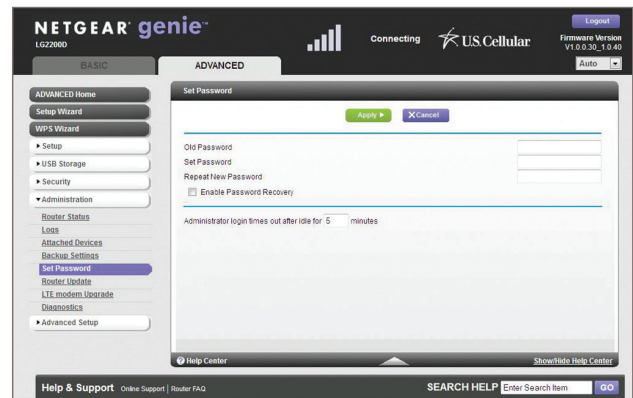 NETGEAR® genie™
LG2200D
Connecting
U.S. Cellular
Logout
Firmware Version
V1.0.0.30_1.0.40
Auto
BASIC
ADVANCED
ADVANCED Home
Setup Wizard
WPS Wizard
Setup
USB Storage
Security
Administration
Router Status
Logs
Attached Devices
Backup Settings
Set Password
Router Update
LTE modem Upgrade
Diagnostics
Advanced Setup
Set Password
Apply
X Cancel
Old Password
Set Password
Repeat New Password
Enable Password Recovery
Administrator login times out after idle for 5 minutes
Help Center
Show/Hide Help Center
Help & Support Online Support | Router FAQ
SEARCH HELP Enter Search Item GO